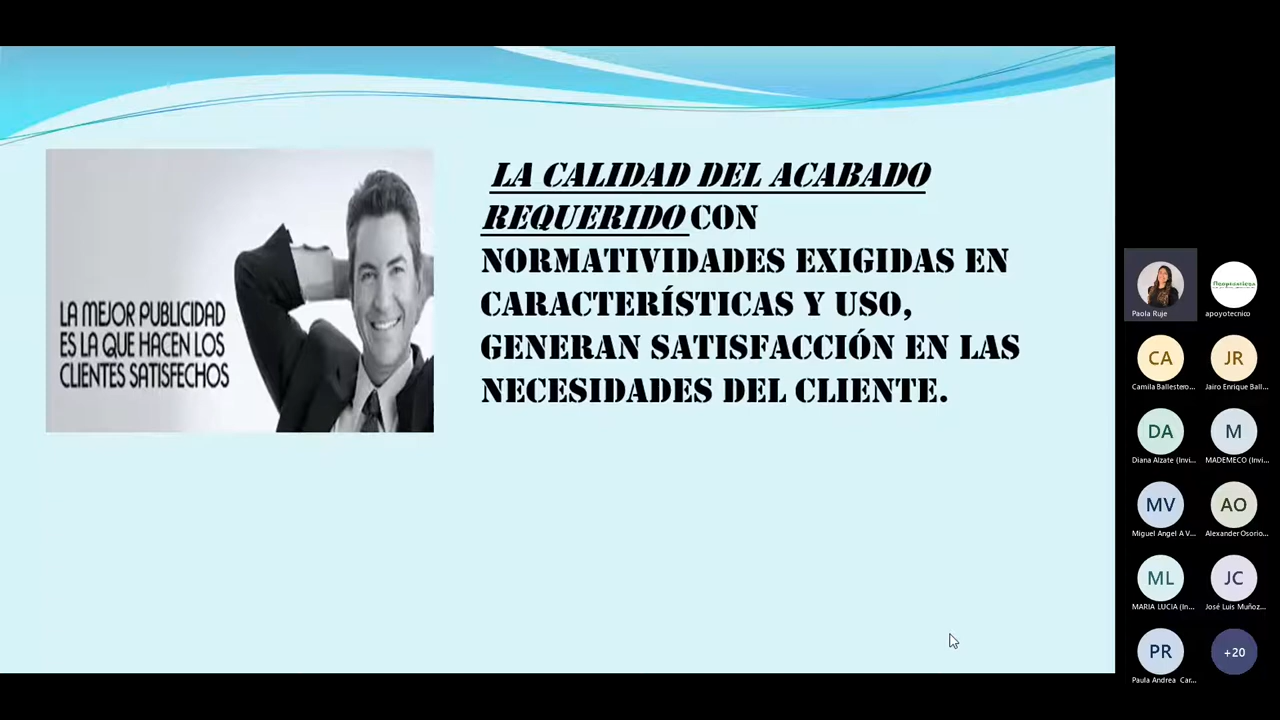 LA CALIDAD DEL ACABADO
REQUERIDO CON
NORMATIVIDADES EXIGIDAS EN
CARACTERÍSTICAS Y USO,
GENERAN SATISFACCIÓN EN LAS
NECESIDADES DEL CLIENTE.
LA MEJOR PUBLICIDAD
ES LA QUE HACEN LOS
CLIENTES SATISFECHOS
Paola Ruje
apoyotecnico
CA
JR
Camila Ballestero...
Jairo Enrique Ball...
DA
M
Diana Alzate (Invi...
MADEMECO (Invi...
MV
AO
Miguel Angel A V...
Alexander Osorio...
ML
JC
MARIA LUCIA (In...
José Luis Muñoz...
PR
+20
Paula Andrea Car...